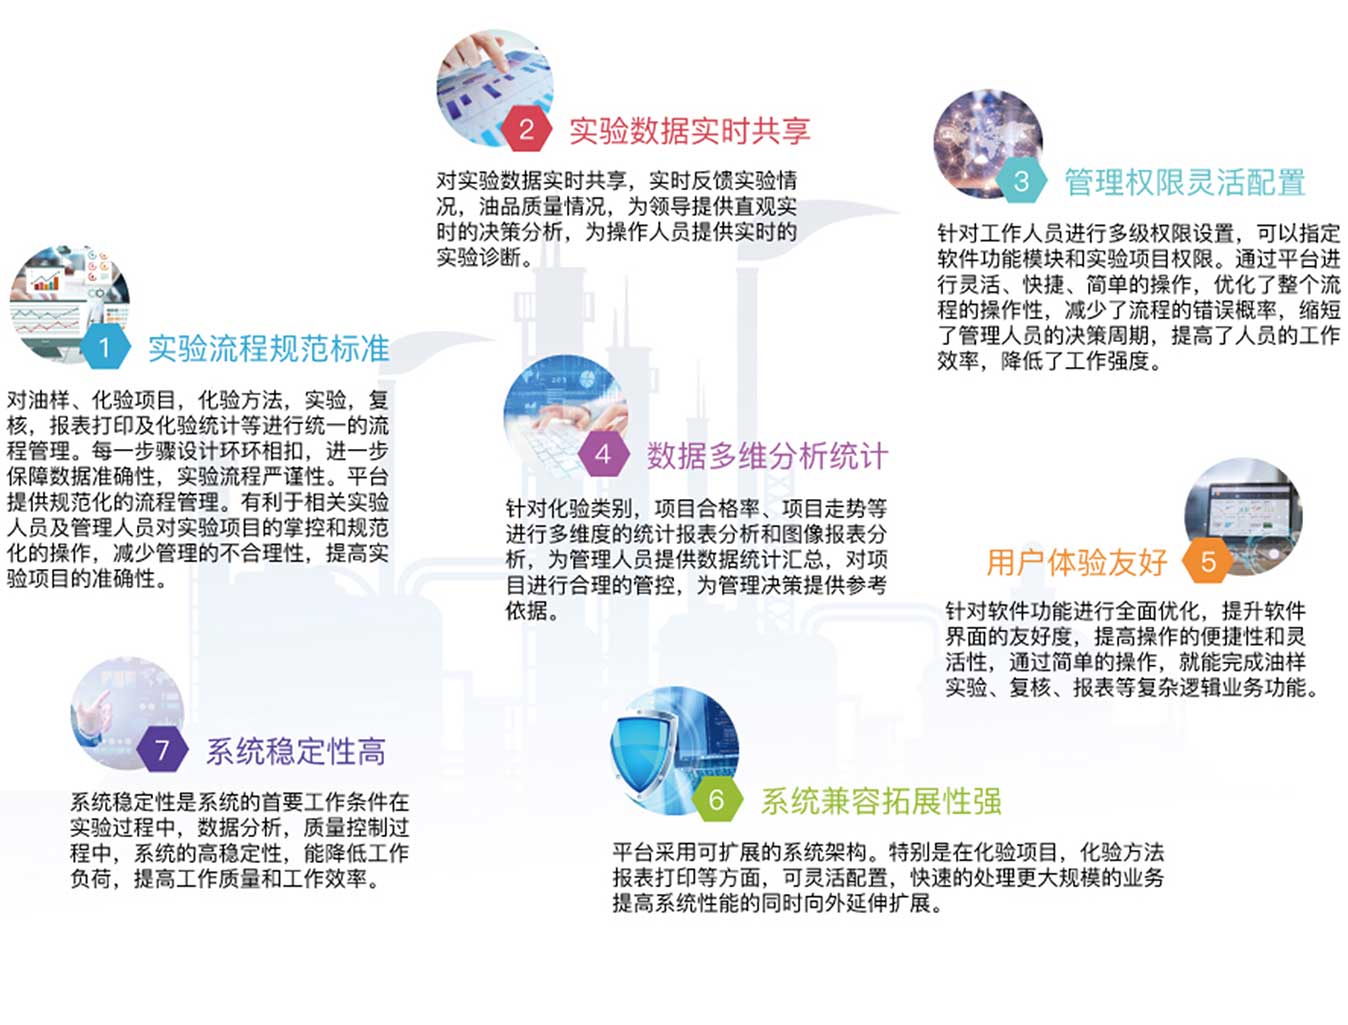 1
实验流程规范标准
对油样、化验项目，化验方法，实验，复
核，报表打印及化验统计等进行统一的流
程管理。每一步骤设计环环相扣，进一步
保障数据准确性，实验流程严谨性。平台
提供规范化的流程管理。有利于相关实验
人员及管理人员对实验项目的掌控和规范
化的操作，减少管理的不合理性，提高实
验项目的准确性。
2
实验数据实时共享
对实验数据实时共享，实时反馈实验情
况，油品质量情况，为领导提供直观实
时的决策分析，为操作人员提供实时的
实验诊断。
3
管理权限灵活配置
针对工作人员进行多级权限设置，可以指定
软件功能模块和实验项目权限。通过平台进
行灵活、快捷、简单的操作，优化了整个流
程的操作性，减少了流程的错误概率，缩短
了管理人员的决策周期，提高了人员的工作
效率，降低了工作强度。
4
数据多维分析统计
针对化验类别，项目合格率、项目走势等
进行多维度的统计报表分析和图像报表分
析，为管理人员提供数据统计汇总，对项
目进行合理的管控，为管理决策提供参考
依据。
用户体验友好
5
针对软件功能进行全面优化，提升软件
界面的友好度，提高操作的便捷性和灵
活性，通过简单的操作，就能完成油样
实验、复核、报表等复杂逻辑业务功能。
6
系统兼容拓展性强
平台采用可扩展的系统架构。特别是在化验项目，化验方法
报表打印等方面，可灵活配置，快速的处理更大规模的业务
提高系统性能的同时向外延伸扩展。
7
系统稳定性高
系统稳定性是系统的首要工作条件在
实验过程中，数据分析，质量控制过
程中，系统的高稳定性，能降低工作
负荷，提高工作质量和工作效率。